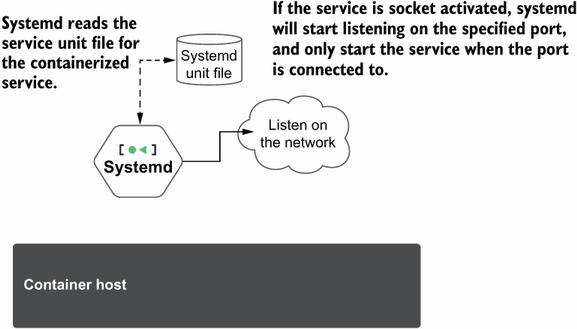 Systemd reads the
service unit file for
the containerized
service.
If the service is socket activated, systemd
will start listening on the specified port,
and only start the service when the port
is connected to.
Systemd
unit file
Listen on
the network
[●◀]
Systemd
Container host